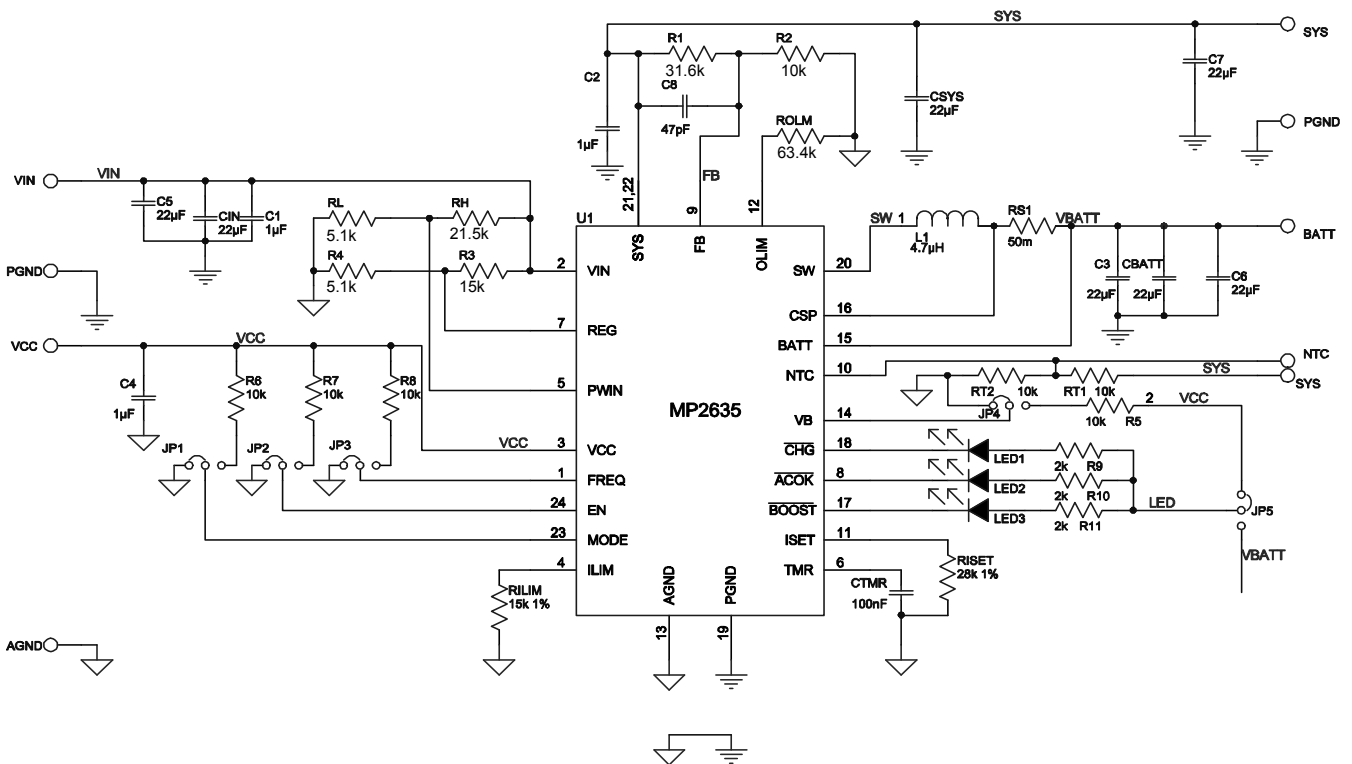 SYS
SYS
R1
31.6k
R2
10k
C2
1µF
C8
47pF
ROLM
63.4k
CSYS
22µF
C7
22µF
PGND
VIN
VIN
C5
22µF
CIN
22µF
C1
1µF
RL
5.1k
RH
21.5k
R4
5.1k
R3
15k
PGND
U1
21,22
SYS
9
FB
FB
12
OLIM
SW 1
L1
4.7µH
RS1
50m
VBATT
BATT
C3
22µF
CBATT
22µF
C6
22µF
2 VIN
7 REG
5 PWIN
3 VCC
1 FREQ
24 EN
23 MODE
4 ILIM
MP2635
SW 20
CSP 16
BATT 15
NTC 10
VB 14
CHG 18
ACOK 8
BOOST 17
ISET 11
TMR 6
AGND
13
PGND
19
VCC
VCC
VCC
C4
1µF
R6
10k
R7
10k
R8
10k
JP1
JP2
JP3
RILIM
15k 1%
AGND
NTC
SYS
SYS
RT2
10k
RT1
10k
JP4
10k
R5
2
VCC
LED1
LED2
LED3
2k
R9
2k
R10
2k
R11
LED
JP5
VBATT
RISET
28k 1%
CTMR
100nF